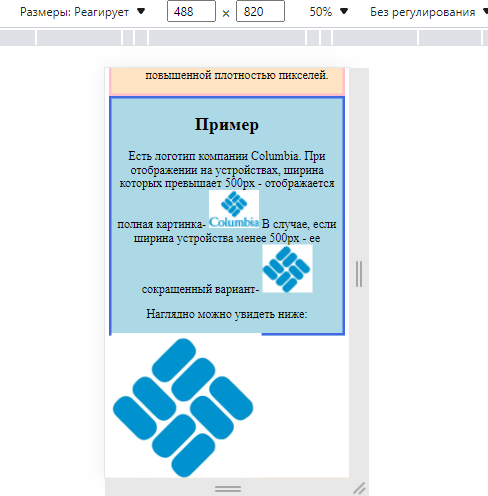 Размеры: Реагирует ▼ 488 × 820 50% ▼ Без регулирования ▼
повышенной плотностью пикселей.
Пример
Есть логотип компании Columbia. При
отображении на устройствах, ширина
которых превышает 500px - отображается
полная картинка- Columbia В случае, если
ширина устройства менее 500px - ее
сокращенный вариант-
Наглядно можно увидеть ниже: